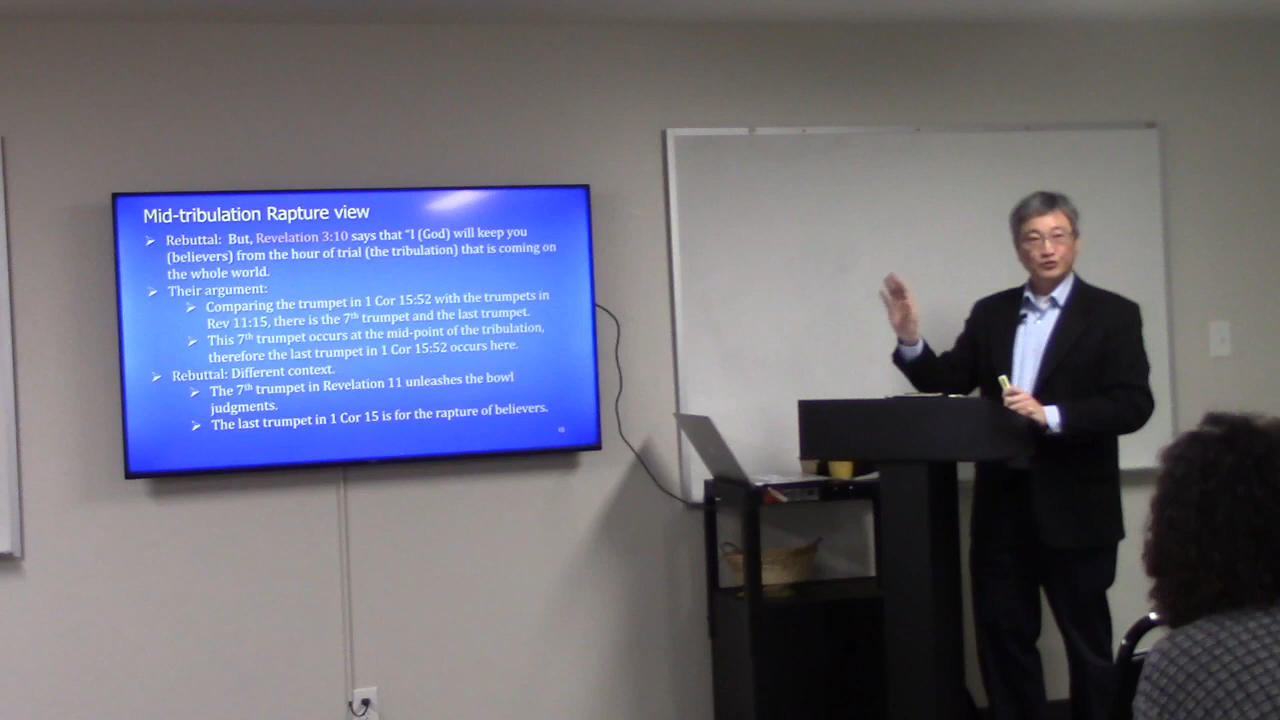 Mid-tribulation Rapture view
➢ Rebuttal: But, Revelation 3:10 says that "I (God) will keep you
(believers) from the hour of trial (the tribulation) that is coming on
the whole world.
➢ Their argument:
➢ Comparing the trumpet in 1 Cor 15:52 with the trumpets in
Rev 11:15, there is the 7th trumpet and the last trumpet.
➢ This 7th trumpet occurs at the mid-point of the tribulation,
therefore the last trumpet in 1 Cor 15:52 occurs here.
➢ Rebuttal: Different context.
➢ The 7th trumpet in Revelation 11 unleashes the bowl
judgments.
➢ The last trumpet in 1 Cor 15 is for the rapture of believers.